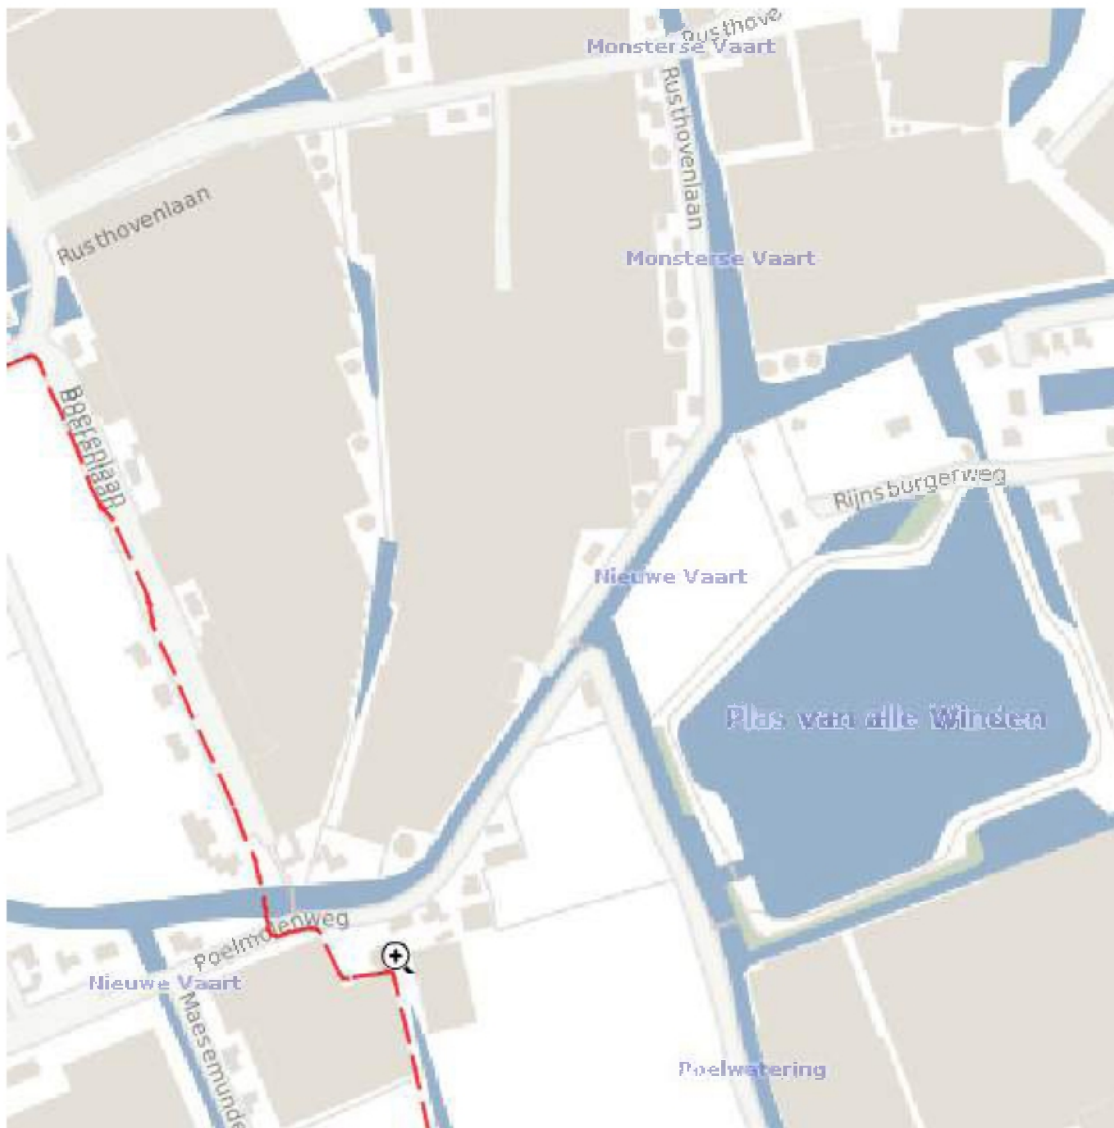 Rusthove
Monsterse Vaart
Rusthovenlaan
Rusthovenlaan
Monsterse Vaart
Boerenlaan
Rijnsburgerweg
Nieuwe Vaart
Plas van alle Winden
Poelmolenweg
Nieuwe Vaart
Maesemunde
Poelwatering